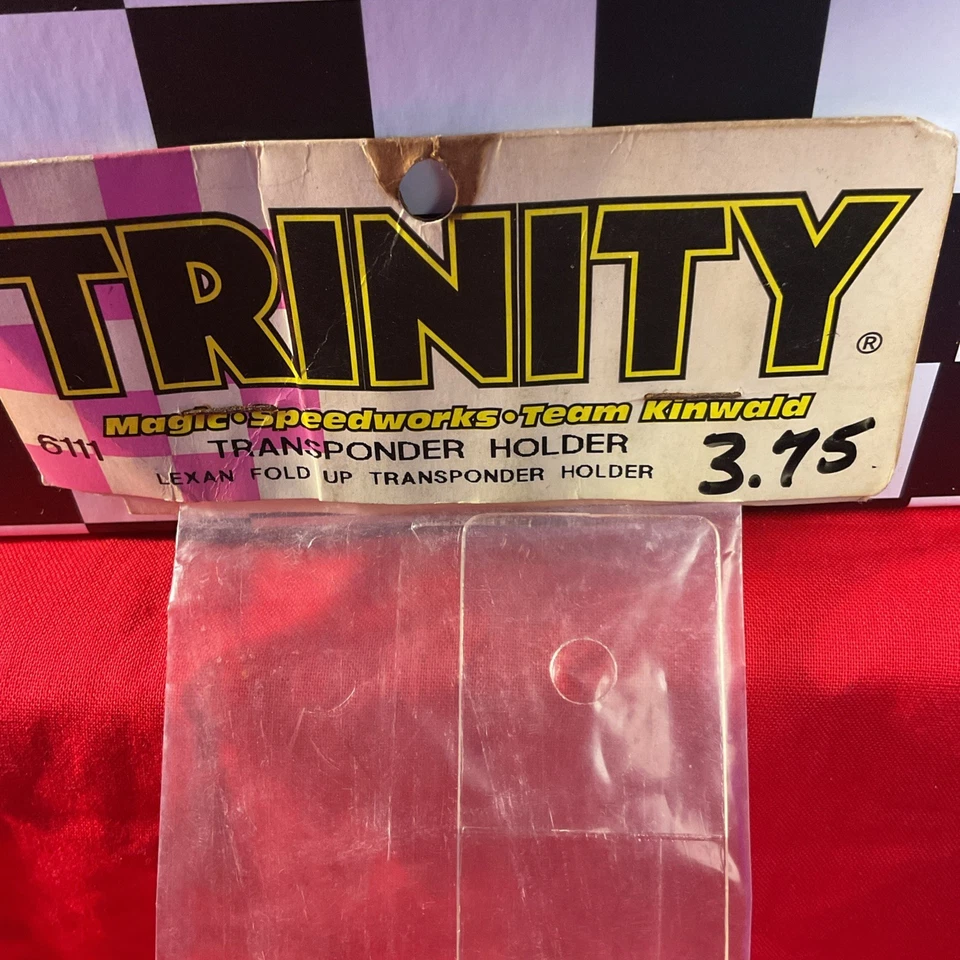 TRINITY®
Magic•Speedworks•Team Kinwald
6111 TRANSPONDER HOLDER
LEXAN FOLD UP TRANSPONDER HOLDER
3.75